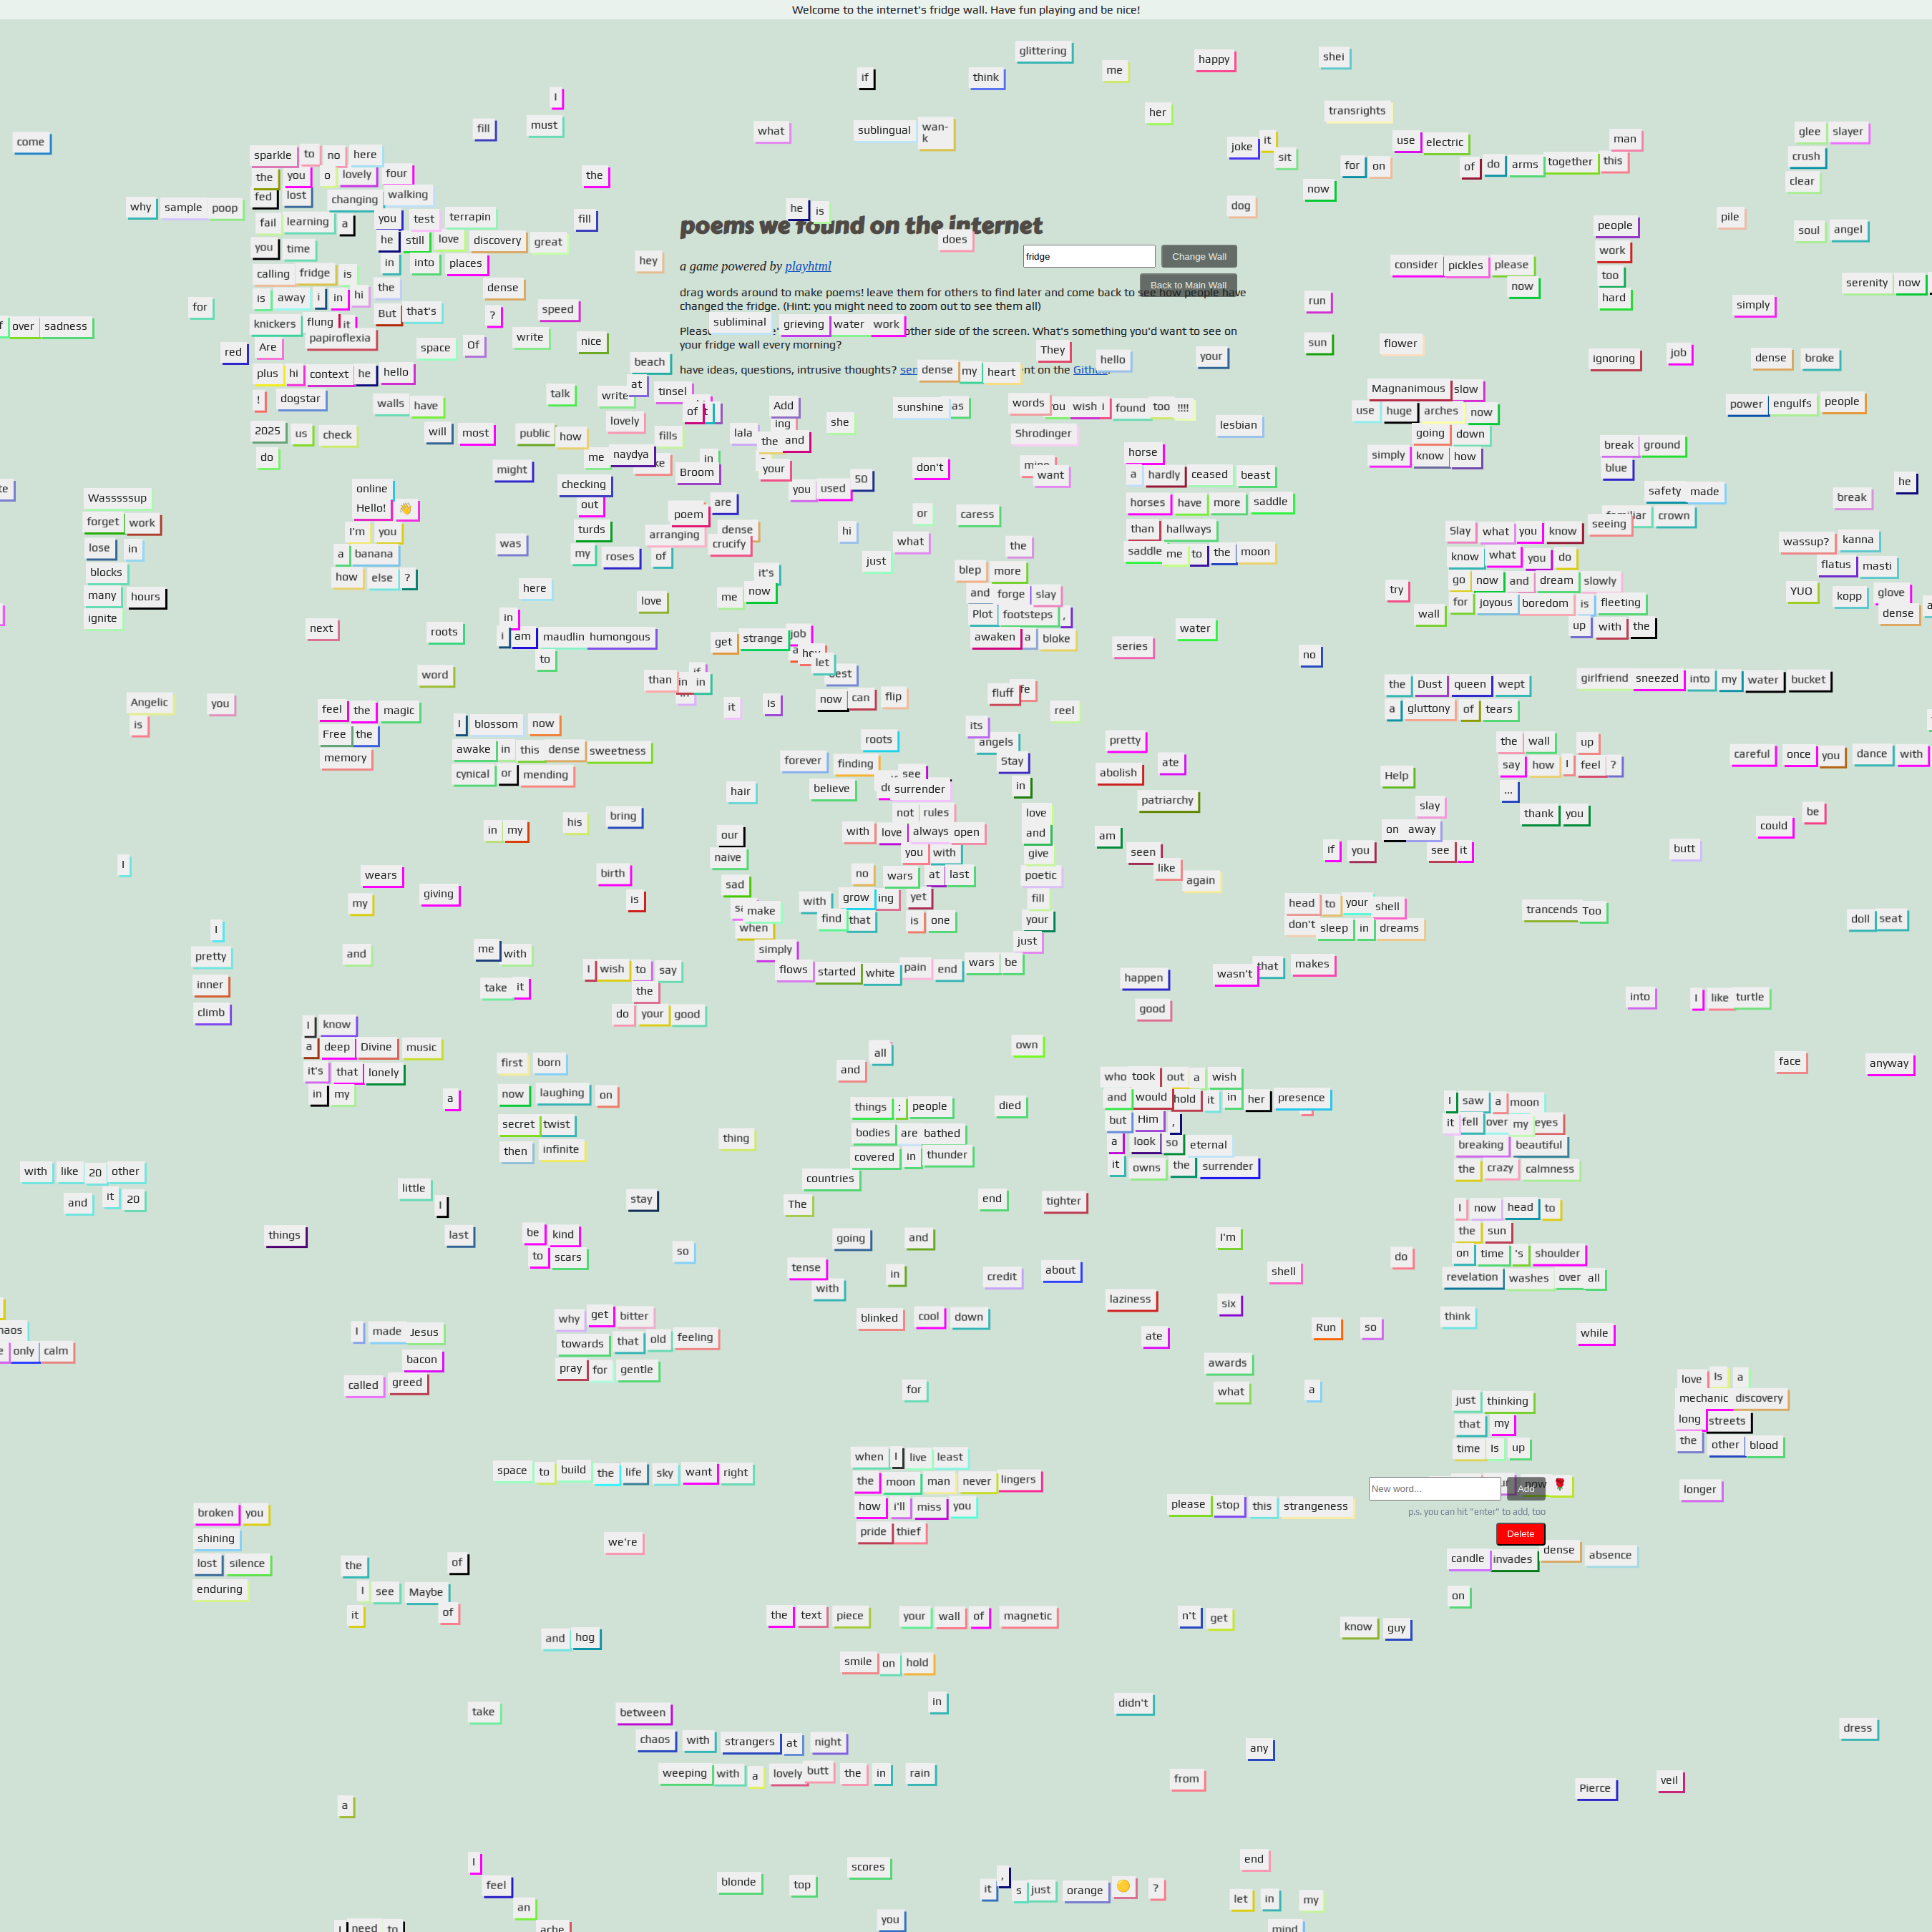 Welcome to the internet's fridge wall. Have fun playing and be nice!
glittering
if think me happy shei
I
her transrights
fill must what sublingual wan-k
come
glee slayer
joke it sit
use electric man
crush
for on of do arms together this
clear
sparkle to no here
the you o lovely four
fed lost changing walking
the now
why sample poop
fail learning a you test terrapin
fill he is dog
people pile
soul angel
you time he still love discovery great
poems we found on the internet
does
work
in into places
hey
a game powered by playhtml
fridge
Change Wall
Back to Main Wall
consider pickles please
now
too
hard
calling fridge is
is away i in hi the dense
drag words around to make poems! leave them for others to find later and come back to see how people have
changed the fridge. (Hint: you might need to zoom out to see them all)
for run simply serenity now
knickers flung it But that's ? speed
over sadness
papiroflexia
subliminal grieving water work
Pleas other side of the screen. What's something you'd want to see on
your fridge wall every morning?
red Are space Of write nice
They hello your sun flower
ignoring job dense broke
plus hi context he hello
beach
have ideas, questions, intrusive thoughts? dense my heart on the
! dogstar walls have
talk write at tinsel
Magnanimous slow
use huge arches now
going down
simply know how
power engulfs people
of Add ing
sunshine as words you wish i found too !!!!
2025 us check will most public how lovely fills lala the and she
Shrodinger lesbian
break ground
blue
do might me naydya in Broom your you used 50 don't
want
horse
a hardly ceased beast
horses have more saddle
than hallways
saddle me to the moon
safety made
crown
break he
Wasssssup
forget work
lose in
blocks
many hours
ignite
online
Hello! 👋
I'm you
a banana
how else ?
checking
out
turds
my roses of
poem are
arranging dense
crucify
or caress
hi what the
just
was
Slay what you know seeing
know what you do
go now and dream slowly
for joyous boredom is fleeting
up with the
try
wall
wassup? kanna
flatus masti
YUO kopp glove
dense
blep more
and forge slay
Plot footsteps ,
awaken a bloke
it's
me now
here love
next roots
in
i am maudlin humongous
to
get strange job
let
water
series no
word
than in in
now can flip
fluff
the Dust queen wept
a gluttony of tears
girlfriend sneezed into my water bucket
Angelic
is
you
feel the magic
Free the
memory
I blossom now
awake in this dense sweetness
cynical or mending
it Is
its reel
angels
roots
Stay
pretty
ate
abolish
patriarchy
the wall up
say how I feel ?
...
thank you
careful once you dance with
forever finding
see
believe surrender
hair in
Help
slay
on away
if you see it
not rules
with love always open
you with
no wars at last
with grow ing yet
find that is one
in my his bring
our
naive
sad
make
when
simply
flows started white pain end wars be
just
your
fill
poetic
give
and
love
am
seen
like
again
could be
butt
I
wears
my giving
birth
is
head to your shell
don't sleep in dreams
trancends Too
doll seat
I
pretty
inner
climb
and me with
take it
I wish to say
the
do your good
happen
wasn't that makes
good
into I like turtle
I know
a deep Divine music
it's that lonely
in my
a
first born
now laughing on
secret twist
then infinite
all
and own
face anyway
who took out a wish
and would hold it in her presence
but Him ,
a look so eternal
it owns the surrender
things : people
bodies are bathed
covered in thunder
died
thing
countries
I saw a moon
it fell over my eyes
breaking beautiful
the crazy calmness
with like 20 other
and it 20
little
I
stay The end tighter
I now head to
the sun
on time 's shoulder
revelation washes over all
things last
be kind
to scars
so going and I'm
do
tense
with
in credit about shell
laziness six
think
only calm
I made Jesus
bacon
called greed
why get bitter
towards that old feeling
pray for gentle
blinked cool down
ate Run so while
awards
what
for a
love Is a
mechanic discovery
long streets
the other blood
just thinking
that my
time Is up
space to build the life sky want right
when I live least
the moon man never lingers
how i'll miss you
pride thief
New word...
Add
p.s. you can hit "enter" to add, too
Delete
longer
please stop this strangeness
broken you
shining
lost silence
enduring
we're
candle invades dense absence
on
the of
I see Maybe
it of
the text piece your wall of magnetic
n't get know guy
and hog
smile on hold
take between in didn't
chaos with strangers at night
dress
any
weeping with a lovely butt the in rain
from
Pierce veil
a
I
feel
an
ache
blonde top scores
it , s just orange ?
end
let in my
mind
you
I need to